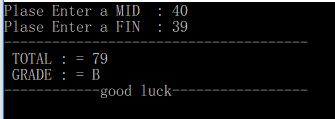 Plase Enter a MID  : 40
Plase Enter a FIN  : 39
----------------------------------
 TOTAL : = 79
 GRADE : = B
-----------good luck---------------